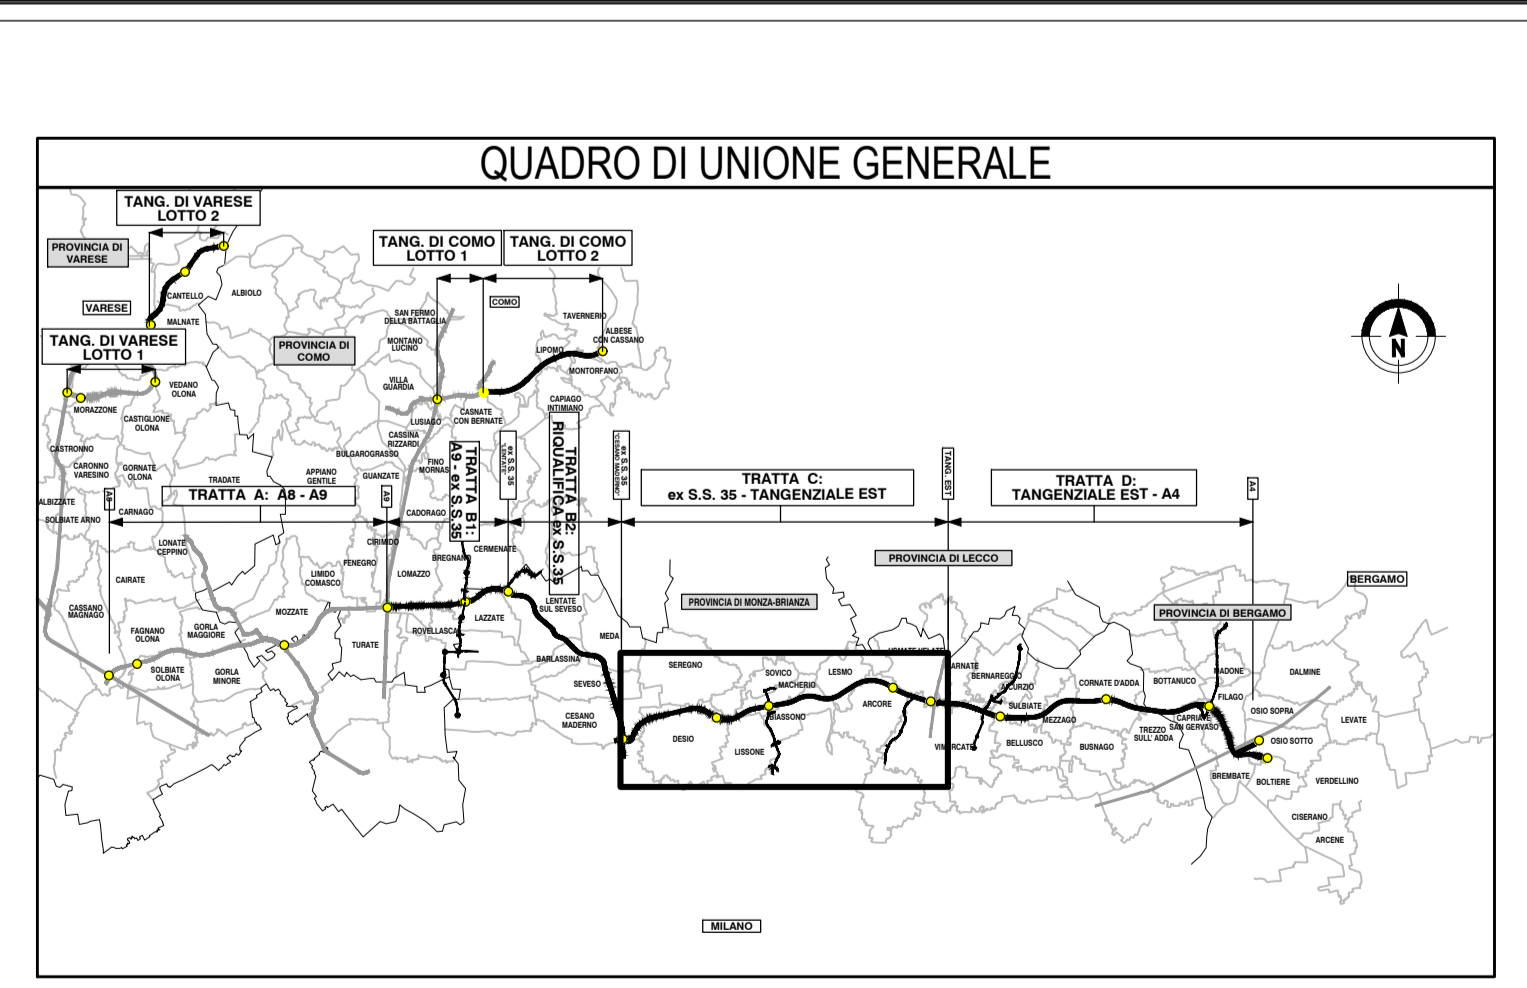 QUADRO DI UNIONE GENERALE
TANG. DI VARESE
LOTTO 2
PROVINCIA DI
VARESE
TANG. DI COMO
LOTTO 1
TANG. DI COMO
LOTTO 2
CANTELLO
ALBIOLO
VARESE
MALNATE
COMO
SAN FERMO
DELLA BATTAGLIA
TAVERNERIO
ALBESE
CON CASSANO
TANG. DI VARESE
LOTTO 1
PROVINCIA DI
COMO
MONTANO
LUCINO
LIPOMO
MONTORFANO
N
VILLA
GUARDIA
VEDANO
OLONA
MORAZZONE
CASTIGLIONE
OLONA
CAPIAGO
INTIMIANO
LUSIAGO
CASNATE
CON BERNATE
CASSINA
RIZZARDI
BULGAROGRASSO
CASTRONNO
CARONNO
VARESINO
GORNATE
OLONA
TRADATE
APPIANO
GENTILE
GUANZATE
FINO
MORNAS
TRATTA B1:
A9 - ex S.S.35
ex S.S. 35
"LENTATE"
TRATTA B2:
RIQUALIFICA ex S.S.35
ex S.S. 35
"CESANO MADERNO"
TRATTA C:
ex S.S. 35 - TANGENZIALE EST
TANG. EST
TRATTA D:
TANGENZIALE EST - A4
A4
ALBIZZATE
A8
TRATTA A: A8 - A9
A9
SOLBIATE ARNO
CARNAGO
CADORAGO
LONATE
CEPPINO
CIRIMIDO
FENEGRO
BREGNANO
CERMENATE
PROVINCIA DI LECCO
CAIRATE
LIMIDO
COMASCO
LOMAZZO
BERGAMO
CASSANO
MAGNAGO
MOZZATE
LAZZATE
LENTATE
SUL SEVESO
PROVINCIA DI MONZA-BRIANZA
PROVINCIA DI BERGAMO
FAGNANO
OLONA
GORLA
MAGGIORE
TURATE
ROVELLASCA
MEDA
SOLBIATE
OLONA
GORLA
MINORE
BARLASSINA
SEREGNO
SOVICO
MACHERIO
LESMO
ARNATE
BERNAREGGIO
AICURZIO
CORNATE D'ADDA
BOTTANUCO
MADONE
DALMINE
SEVESO
CESANO
MADERNO
BIASSONO
ARCORE
SULBIATE
MEZZAGO
FILAGO
CAPRIATE
SAN GERVASO
OSIO SOPRA
LEVATE
DESIO
LISSONE
VIMERCATE
BELLUSCO
BUSNAGO
TREZZO
SULL' ADDA
OSIO SOTTO
BREMBATE
BOLTIERE
VERDELLINO
CISERANO
ARCENE
MILANO